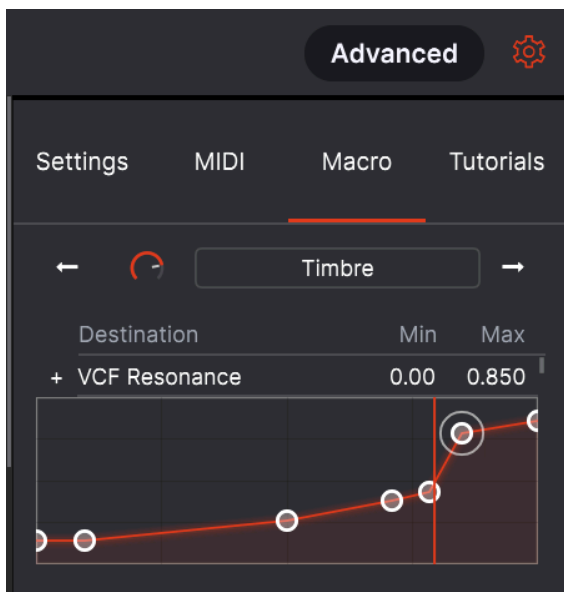 Advanced
Settings MIDI Macro Tutorials
← Timbre →
Destination Min Max
+ VCF Resonance 0.00 0.850